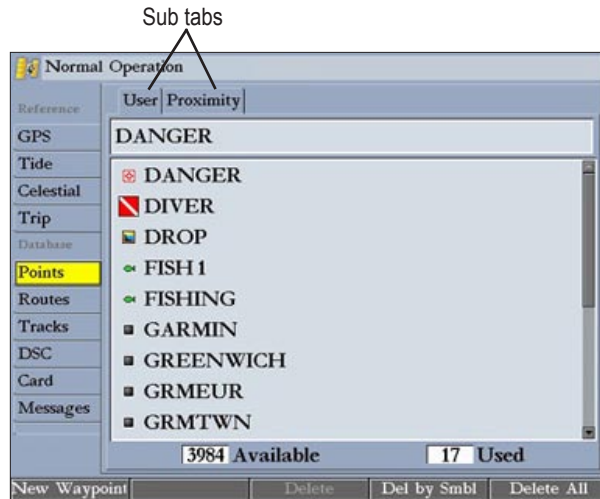 Sub tabs
Normal Operation
Reference
User Proximity
GPS
DANGER
Tide
Celestial
Trip
Database
Points
Routes
Tracks
DSC
Card
Messages
DANGER
DIVER
DROP
FISH 1
FISHING
GARMIN
GREENWICH
GRMEUR
GRMTWN
3984 Available 17 Used
New Waypoint Delete Del by Smbl Delete All